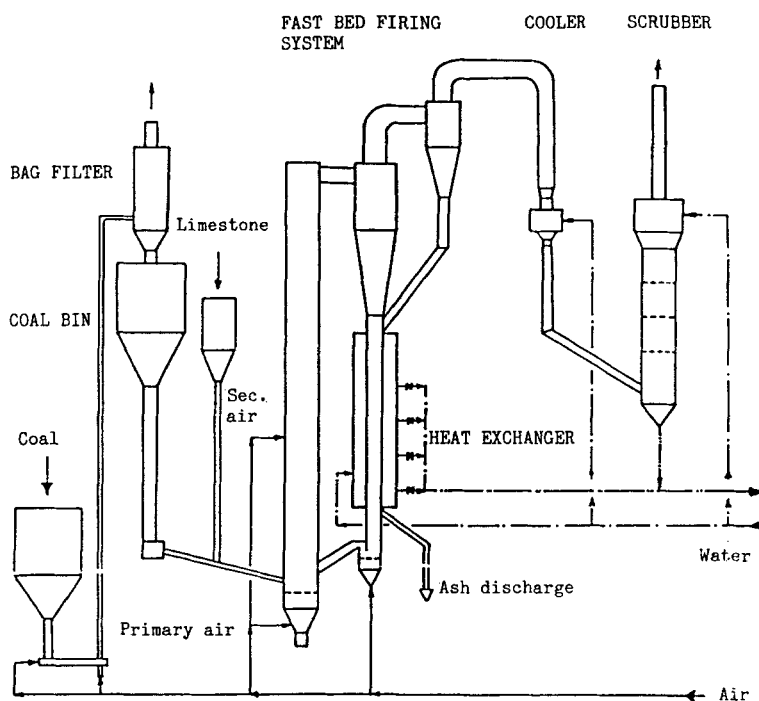 FAST BED FIRING
SYSTEM
COOLER
SCRUBBER
BAG FILTER
Limestone
COAL BIN
Sec.
air
Coal
HEAT EXCHANGER
Water
Ash discharge
Primary air
Air